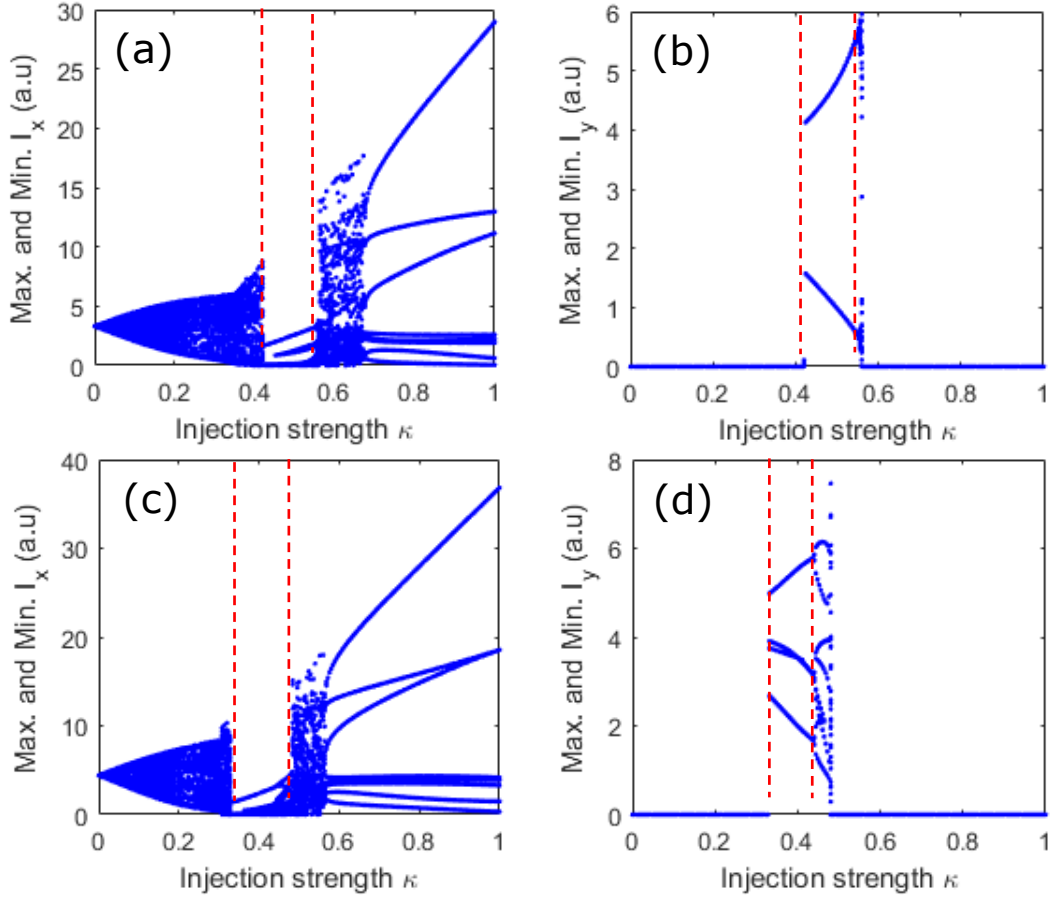 (a)
Max. and Min. I_x (a.u)
30
25
20
15
10
5
0
0 0.2 0.4 0.6 0.8 1
Injection strength κ
(b)
Max. and Min. I_y (a.u)
6
5
4
3
2
1
0
0 0.2 0.4 0.6 0.8 1
Injection strength κ
(c)
Max. and Min. I_x (a.u)
40
30
20
10
0
0 0.2 0.4 0.6 0.8 1
Injection strength κ
(d)
Max. and Min. I_y (a.u)
8
6
4
2
0
0 0.2 0.4 0.6 0.8 1
Injection strength κ